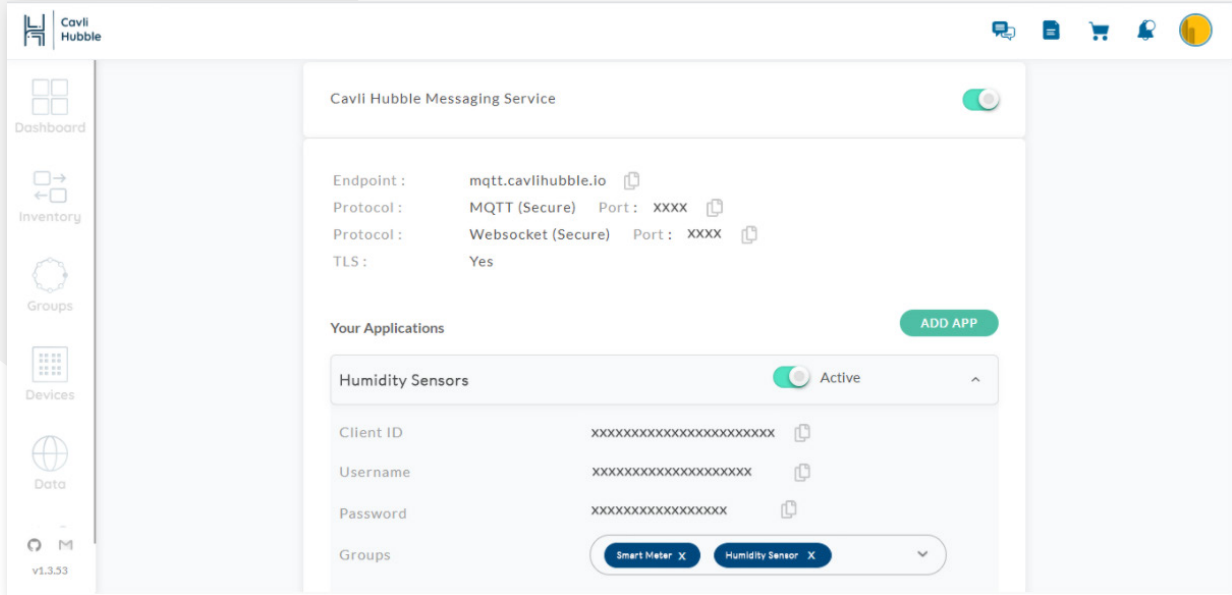 Cavli
Hubble
Dashboard
Inventory
Groups
Devices
Data
v1.3.53
Cavli Hubble Messaging Service
Endpoint : mqtt.cavlihubble.io
Protocol : MQTT (Secure) Port : XXXX
Protocol : Websocket (Secure) Port : XXXX
TLS : Yes
Your Applications ADD APP
Humidity Sensors Active
Client ID xxxxxxxxxxxxxxxxxxxxxxx
Username xxxxxxxxxxxxxxxxxxxx
Password xxxxxxxxxxxxxxxxx
Groups Smart Meter X Humidity Sensor X